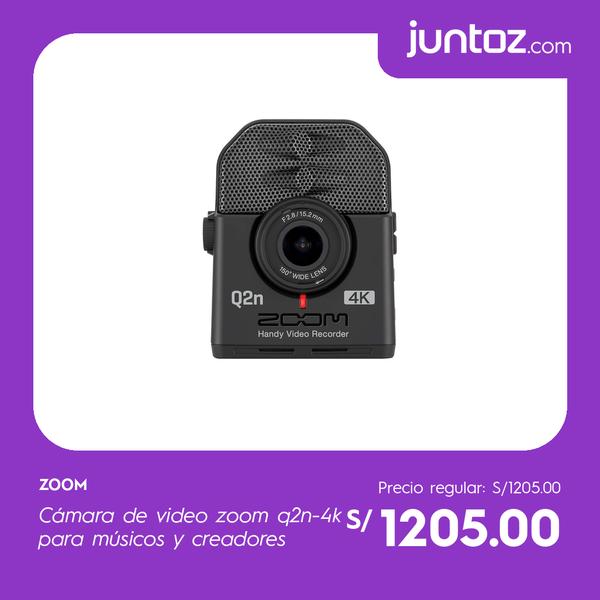 juntoz.com
F2.8/15.2mm
150° WIDE LENS
Q2n
4K
ZOOM
Handy Video Recorder
ZOOM
Precio regular: S/1205.00
Cámara de video zoom q2n-4k
para músicos y creadores
S/ 1205.00